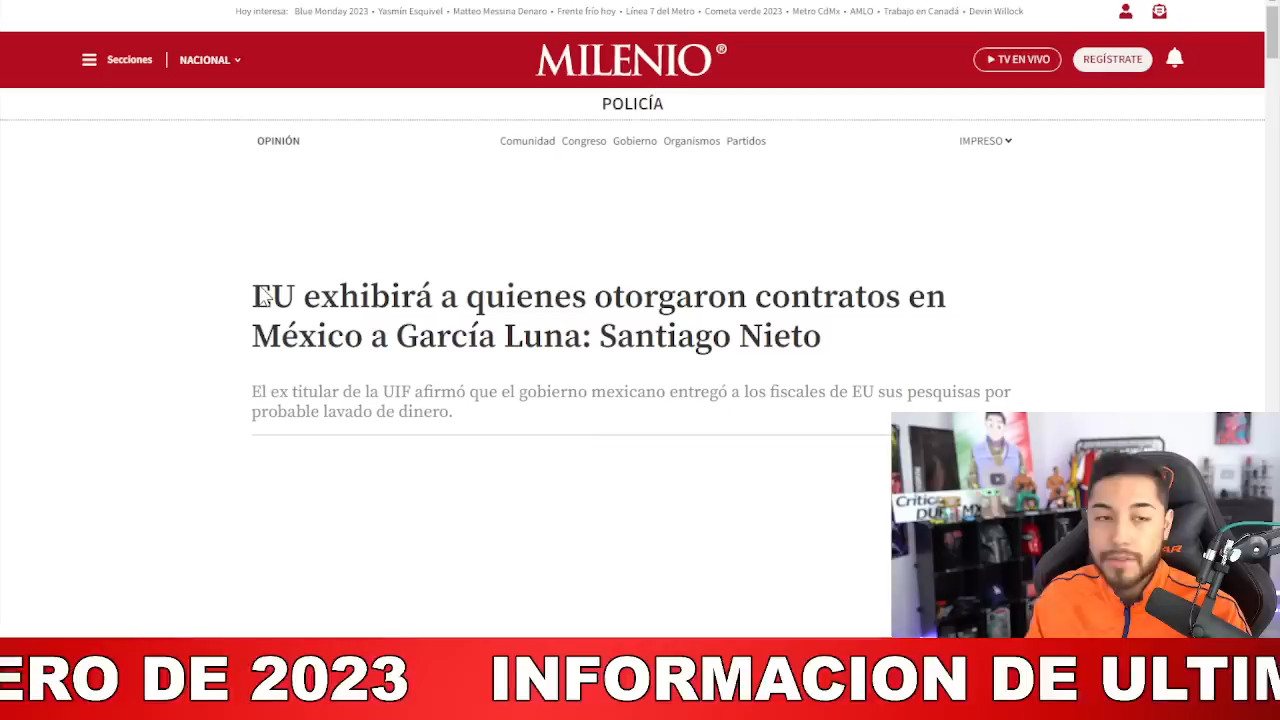 Hoy interesa: Blue Monday 2023 • Yasmín Esquivel • Matteo Messina Denaro • Frente frío hoy • Línea 7 del Metro • Cometa verde 2023 • Metro CdMx • AMLO • Trabajo en Canadá • Devin Willock
Secciones NACIONAL MILENIO® TV EN VIVO REGÍSTRATE
POLICÍA
OPINIÓN Comunidad Congreso Gobierno Organismos Partidos IMPRESO
EU exhibirá a quienes otorgaron contratos en
México a García Luna: Santiago Nieto
El ex titular de la UIF afirmó que el gobierno mexicano entregó a los fiscales de EU sus pesquisas por
probable lavado de dinero.
ERO DE 2023 INFORMACION DE ULTIM